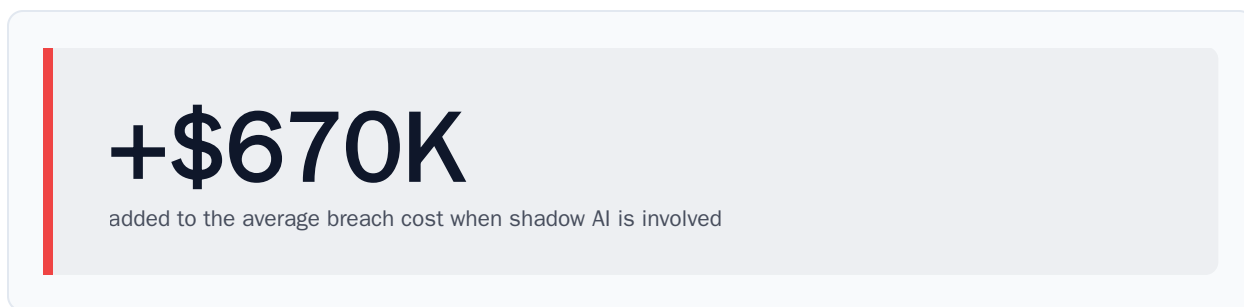 +$670K
added to the average breach cost when shadow AI is involved